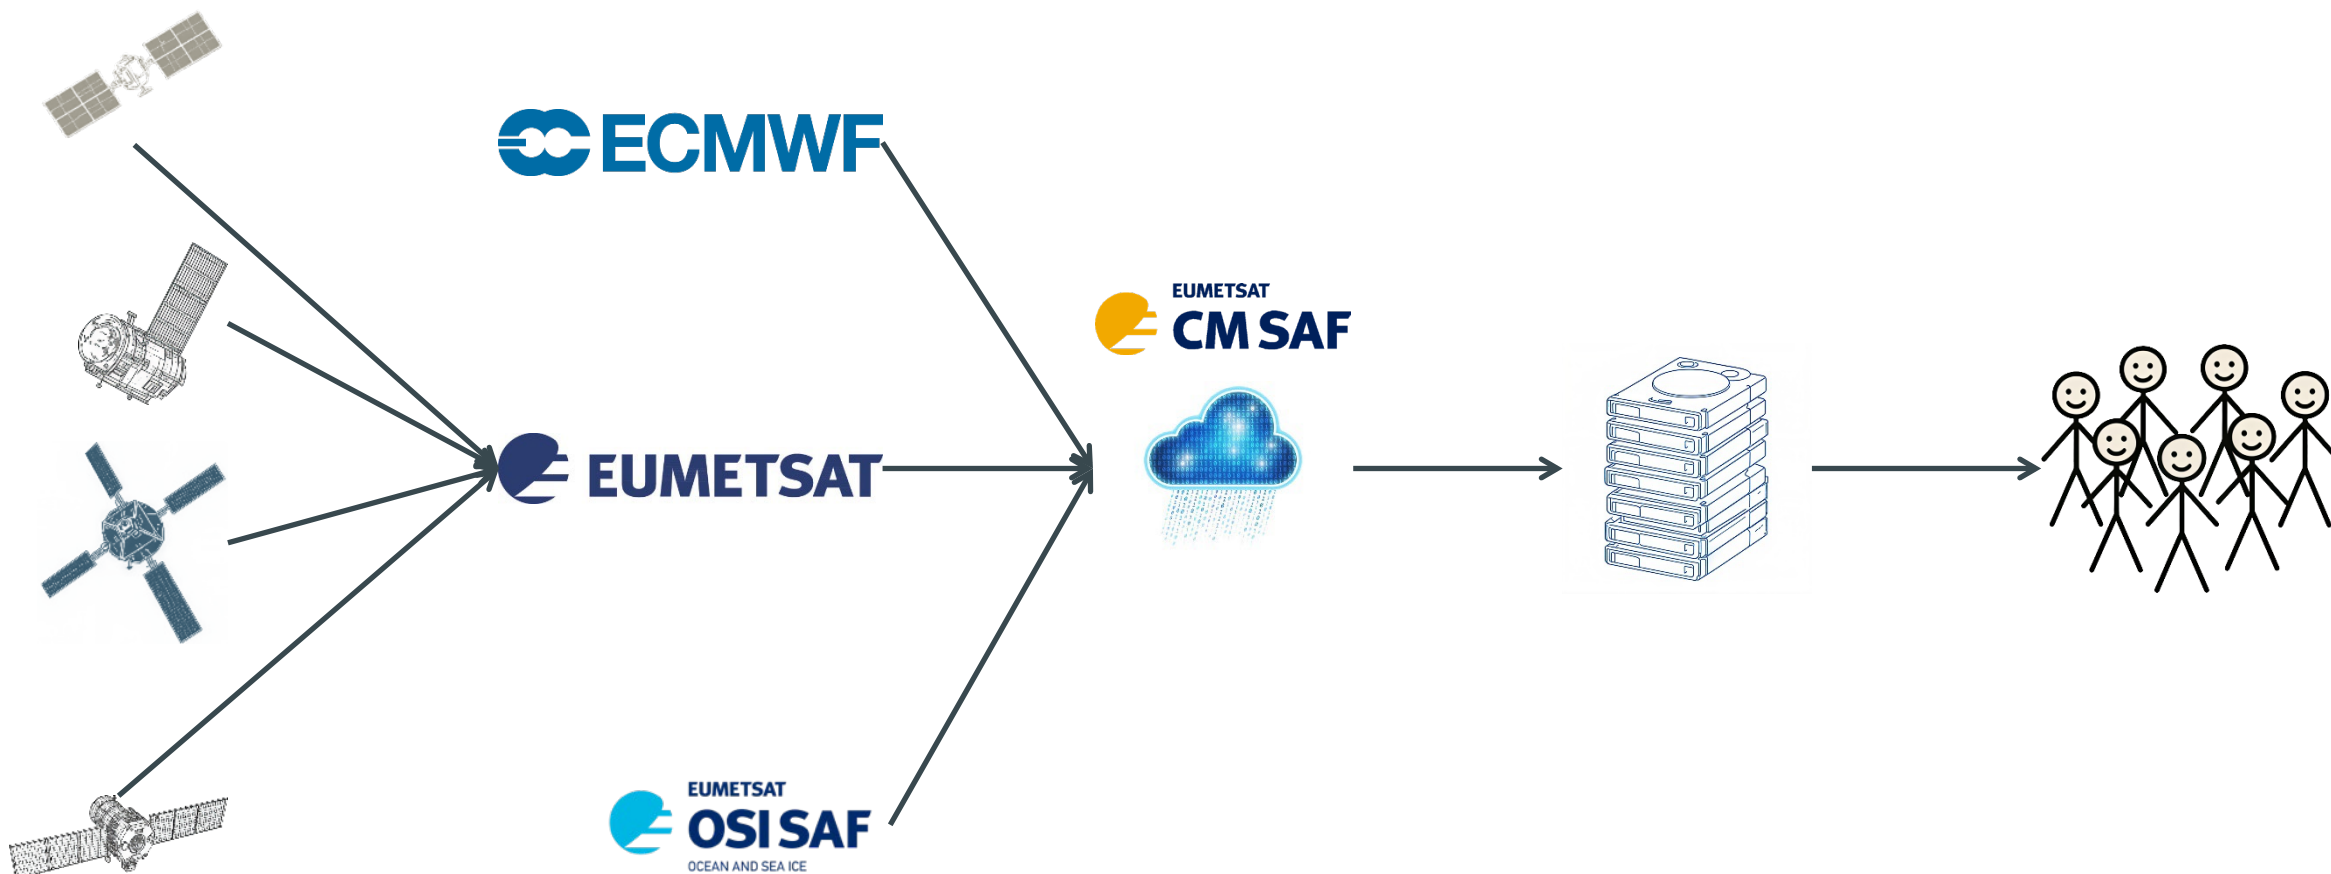 ECMWF
EUMETSAT
CM SAF
EUMETSAT
EUMETSAT
OSI SAF
OCEAN AND SEA ICE